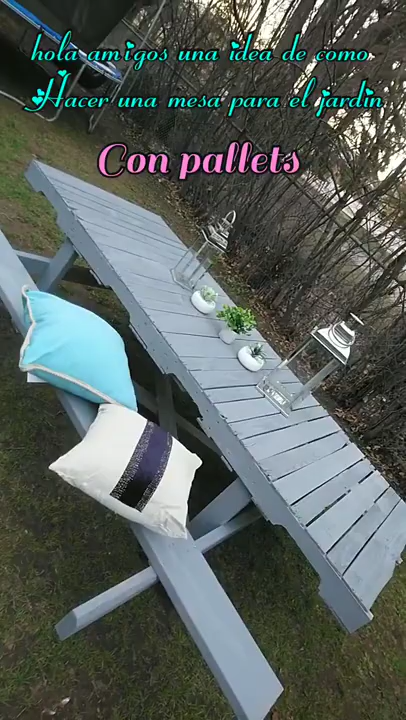 hola amigos una idea de como
Hacer una mesa para el jardin
Con pallets